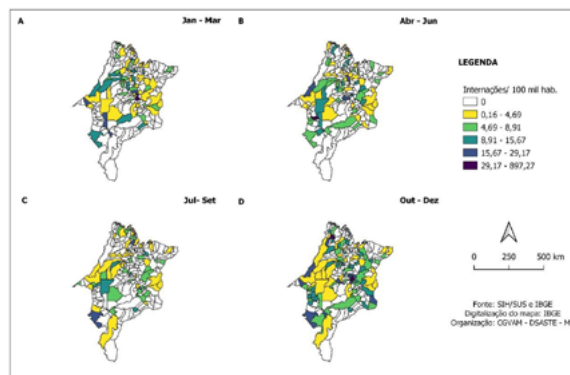 A
Jan - Mar
B
Abr - Jun
LEGENDA
Internações/ 100 mil hab.
0
0,16 - 4,69
4,69 - 8,91
8,91 - 15,67
15,67 - 29,17
29,17 - 897,27
C
Jul- Set
D
Out - Dez
0 250 500 km
Fonte: SIH/SUS e IBGE
Digitalização do mapa: IBGE
Organização: CGVAM - DSASTE - M